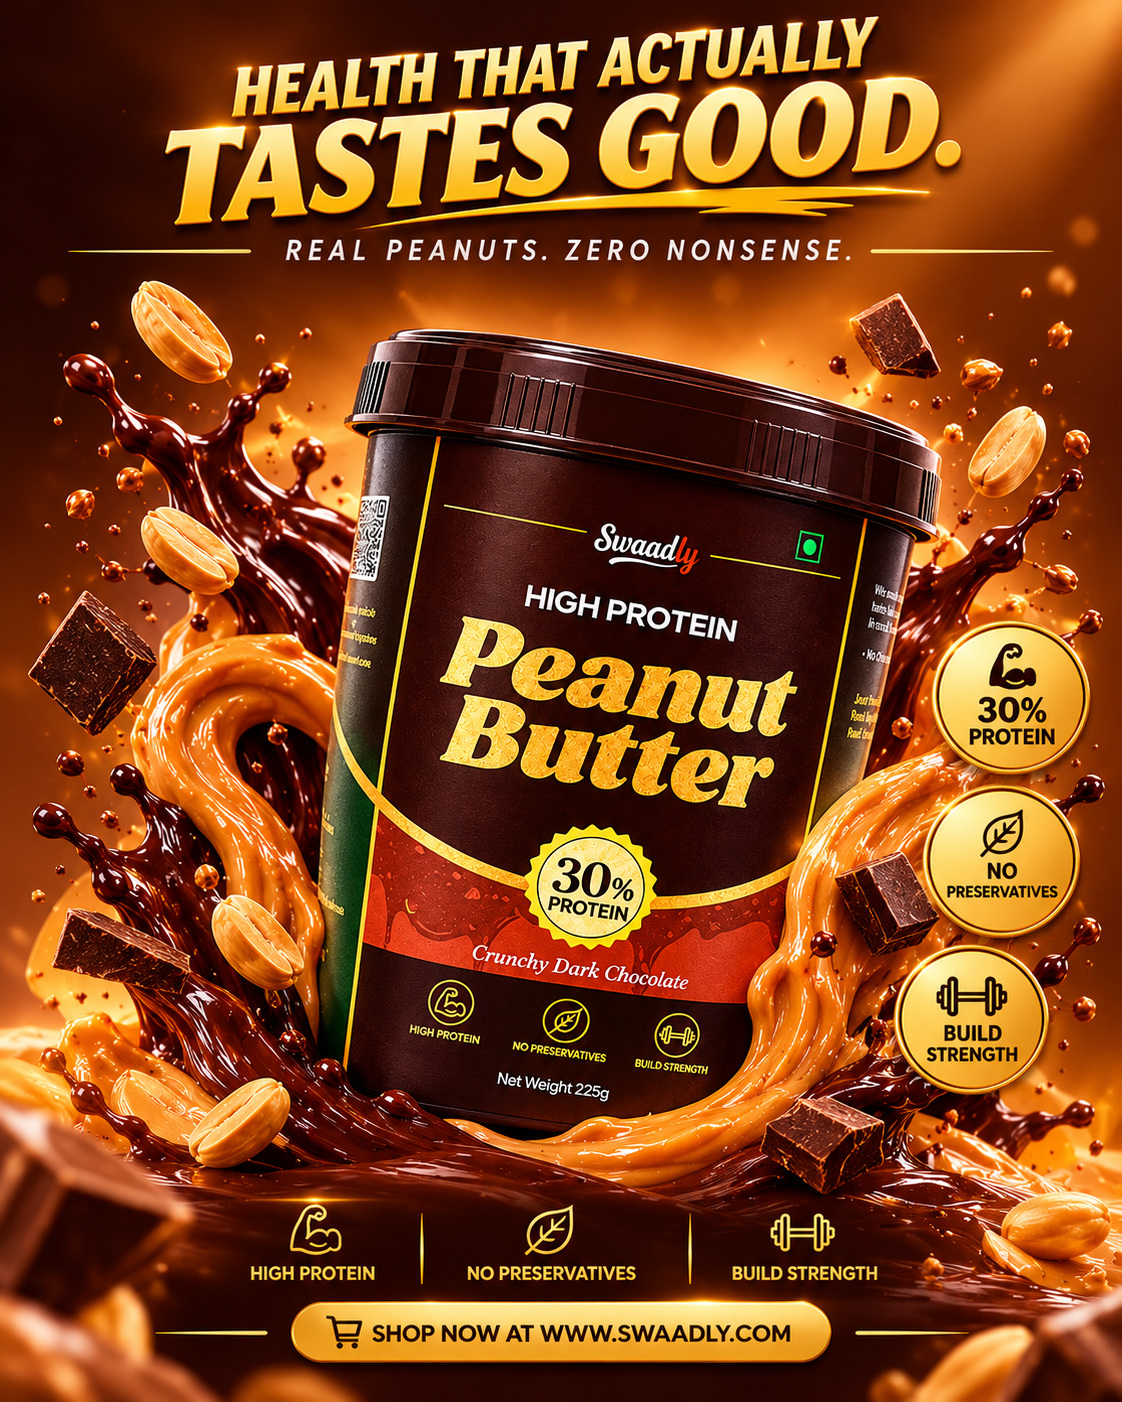 HEALTH THAT ACTUALLY
TASTES GOOD.
REAL PEANUTS. ZERO NONSENSE.
Swaadly
HIGH PROTEIN
Peanut
Butter
30%
PROTEIN
Crunchy Dark Chocolate
HIGH PROTEIN
NO PRESERVATIVES
BUILD STRENGTH
Net Weight 225g
30%
PROTEIN
NO
PRESERVATIVES
BUILD
STRENGTH
HIGH PROTEIN
NO PRESERVATIVES
BUILD STRENGTH
SHOP NOW AT WWW.SWAADLY.COM